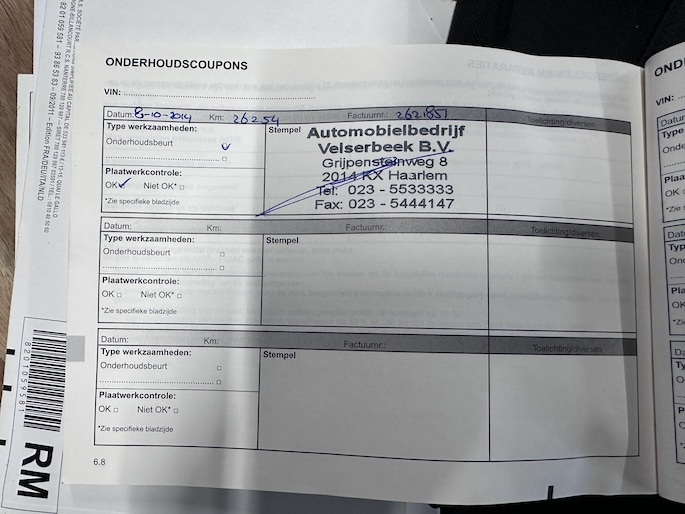 ONDERHOUDSCOUPONS
VIN:
Datum: 8-10-2014 Km: 26254 Factuurnr.: 262857 Toelichting/diversen
Type werkzaamheden:
Onderhoudsbeurt
Plaatwerkcontrole:
OK Niet OK*
*Zie specifieke bladzijde
Stempel
Automobielbedrijf
Velserbeek B.V.
Grijpensteinweg 8
2014 KX Haarlem
Tel: 023 - 5533333
Fax: 023 - 5444147
Datum: Km: Factuurnr.: Toelichting/diversen
Type werkzaamheden:
Onderhoudsbeurt
Plaatwerkcontrole:
OK Niet OK*
*Zie specifieke bladzijde
Stempel
Datum: Km: Factuurnr.: Toelichting/diversen
Type werkzaamheden:
Onderhoudsbeurt
Plaatwerkcontrole:
OK Niet OK*
*Zie specifieke bladzijde
Stempel
6.8
8201059581
RM